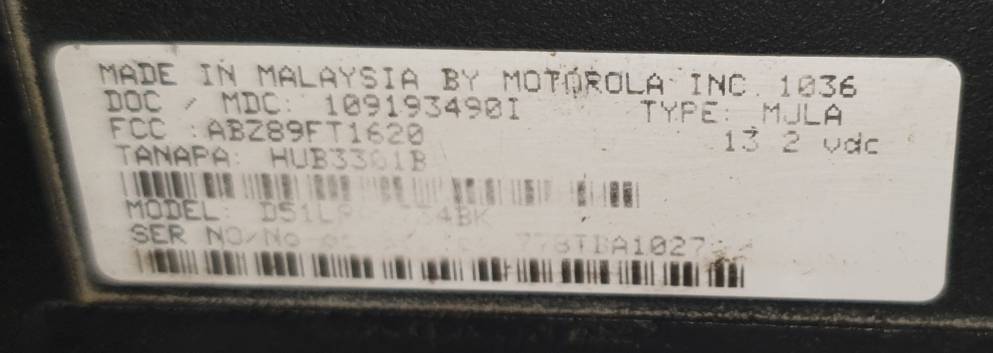 MADE IN MALAYSIA BY MOTOROLA INC. 1036
DOC / MDC: 109193490I TYPE: MJLA
FCC :ABZ89FT1620 13.2 vdc
TANAPA: HUB3301B
MODEL:
SER NO/No 778TBA1027